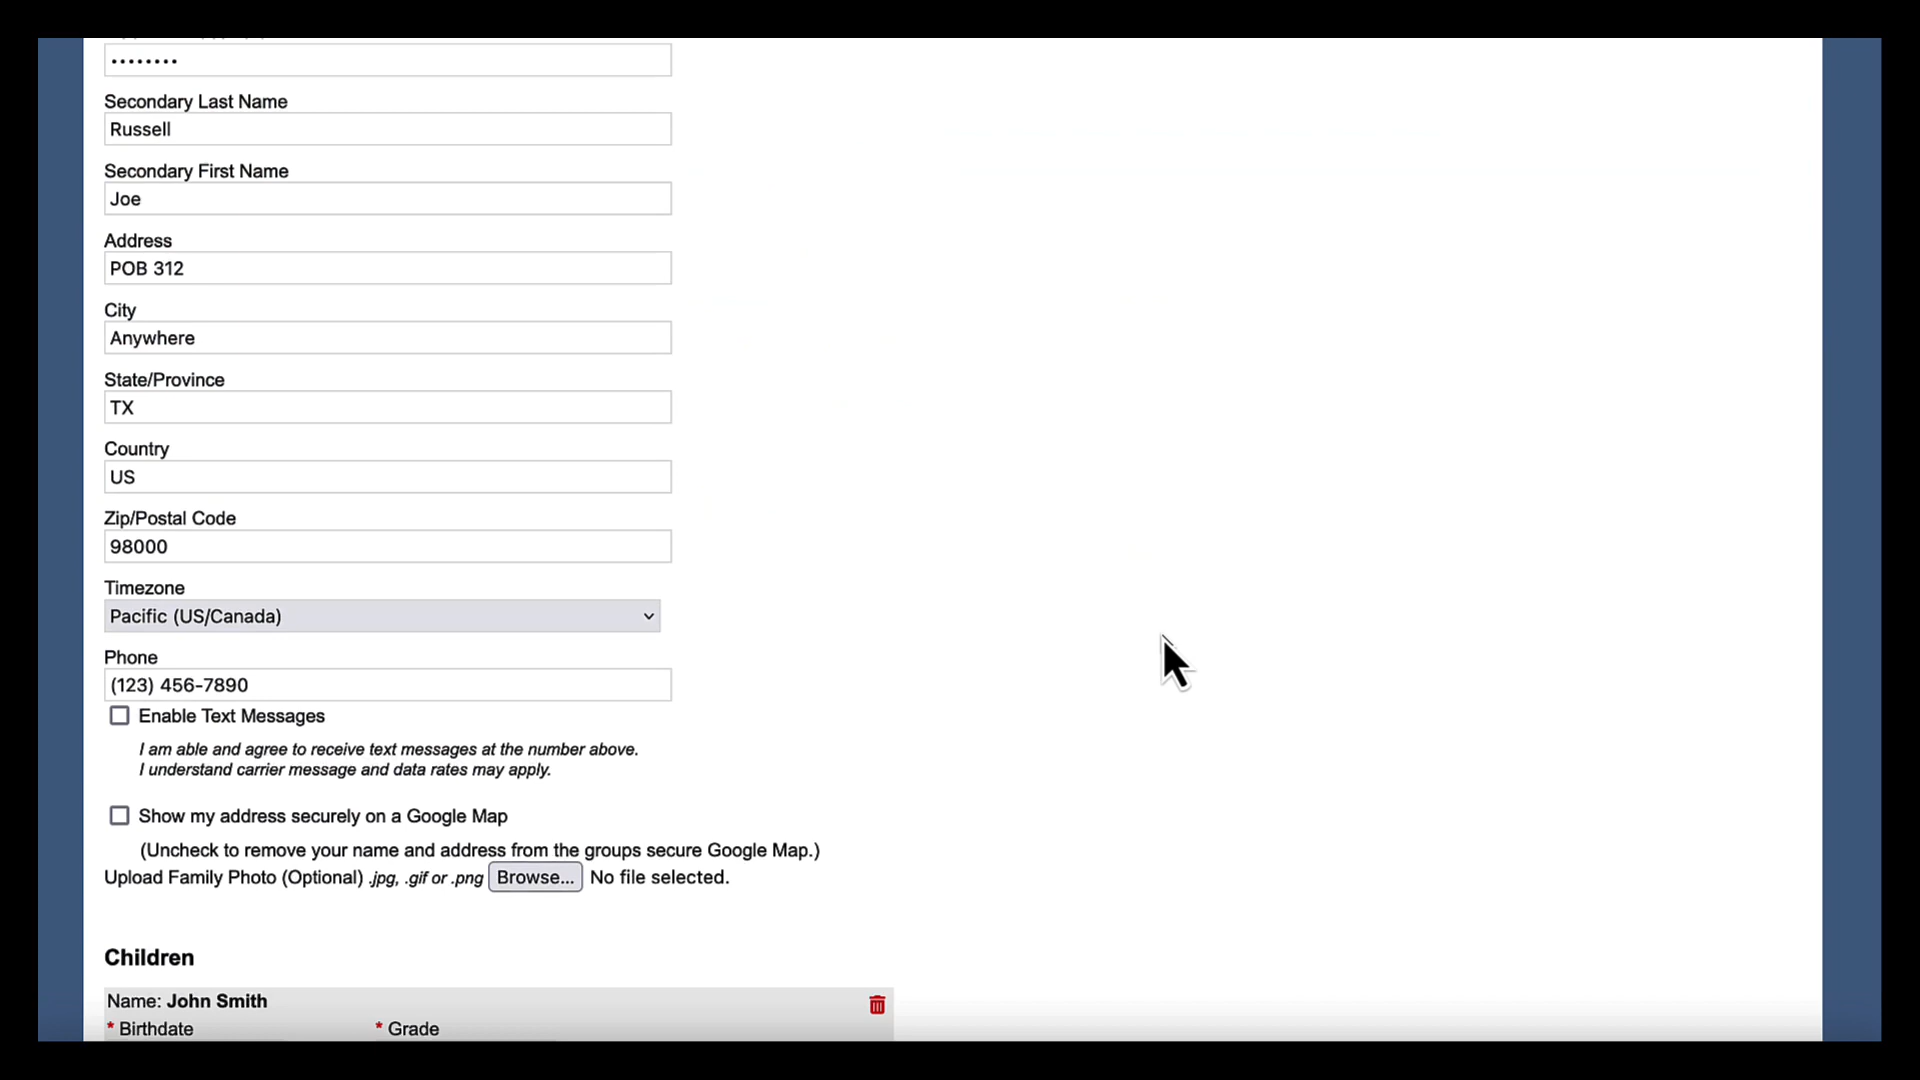 Secondary Last Name
Russell
Secondary First Name
Joe
Address
POB 312
City
Anywhere
State/Province
TX
Country
US
Zip/Postal Code
98000
Timezone
Pacific (US/Canada)
Phone
(123) 456-7890
Enable Text Messages
I am able and agree to receive text messages at the number above.
I understand carrier message and data rates may apply.
Show my address securely on a Google Map
(Uncheck to remove your name and address from the groups secure Google Map.)
Upload Family Photo (Optional) .jpg, .gif or .png Browse... No file selected.
Children
Name: John Smith
* Birthdate * Grade